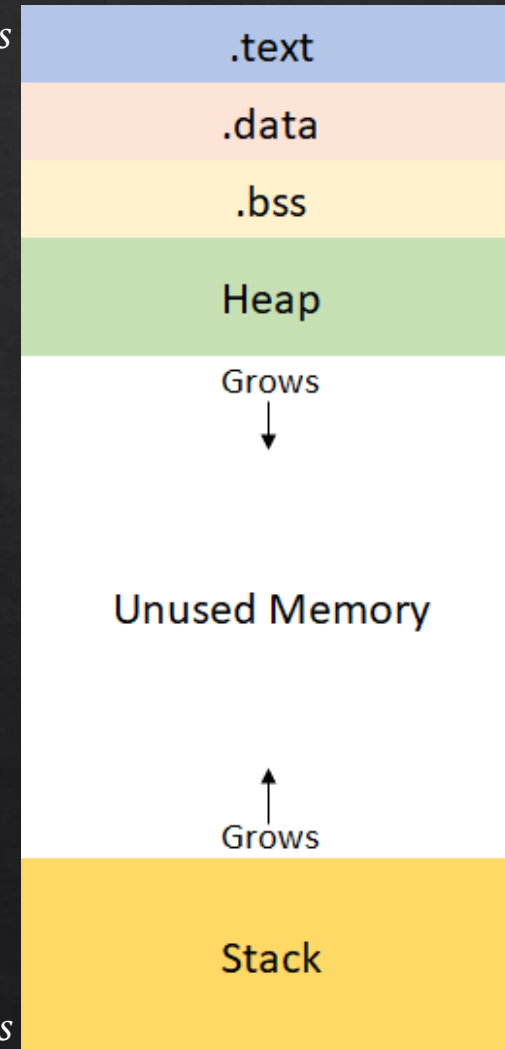 s
.text
.data
.bss
Heap
Grows
Unused Memory
Grows
Stack
s